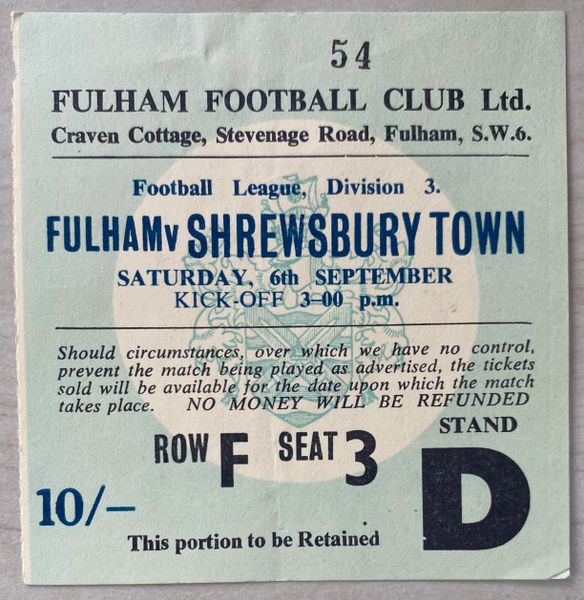 54
FULHAM FOOTBALL CLUB Ltd.
Craven Cottage, Stevenage Road, Fulham, S.W.6.
Football League, Division 3.
FULHAM v SHREWSBURY TOWN
SATURDAY, 6th SEPTEMBER
KICK-OFF 3–00 p.m.
Should circumstances, over which we have no control,
prevent the match being played as advertised, the tickets
sold will be available for the date upon which the match
takes place. NO MONEY WILL BE REFUNDED
STAND
ROW F SEAT 3
D
10/–
This portion to be Retained